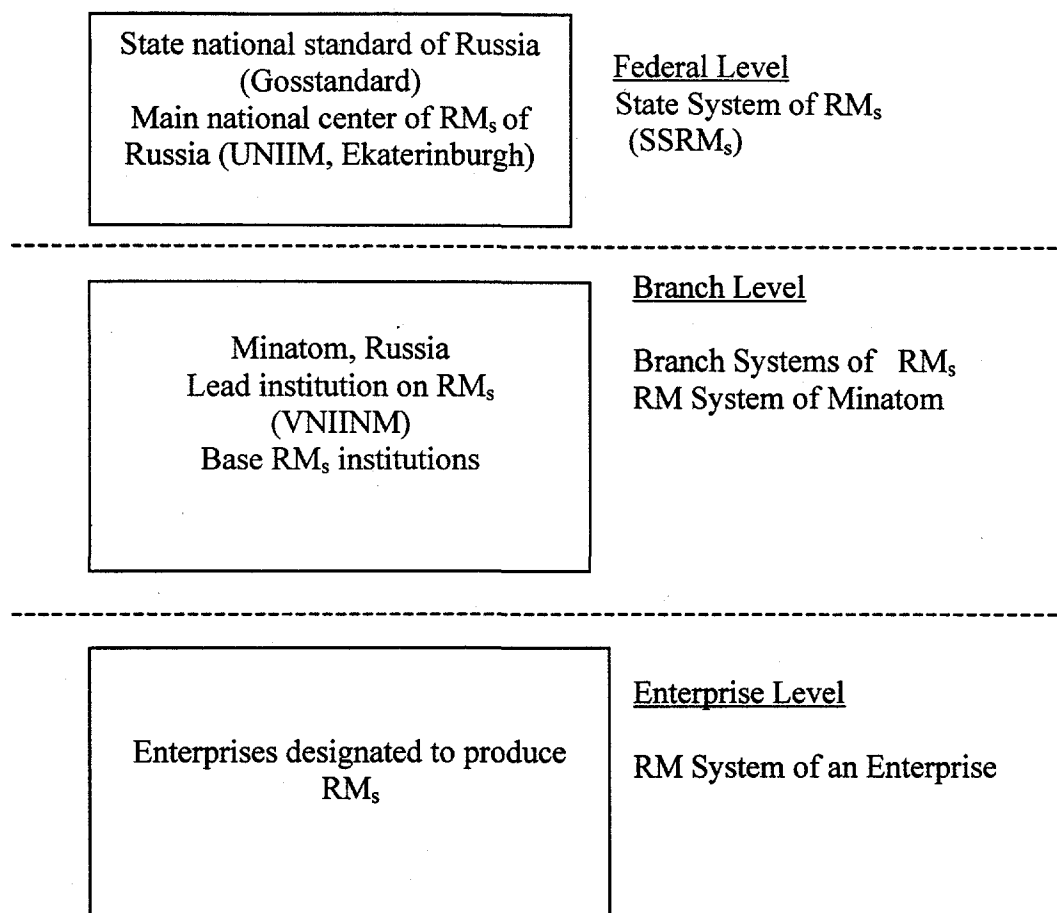 State national standard of Russia
(Gosstandard)
Main national center of RMs of
Russia (UNIIM, Ekaterinburgh)
Federal Level
State System of RMs
(SSRMs)
Minatom, Russia
Lead institution on RMs
(VNIINM)
Base RMs institutions
Branch Level
Branch Systems of RMs
RM System of Minatom
Enterprises designated to produce
RMs
Enterprise Level
RM System of an Enterprise